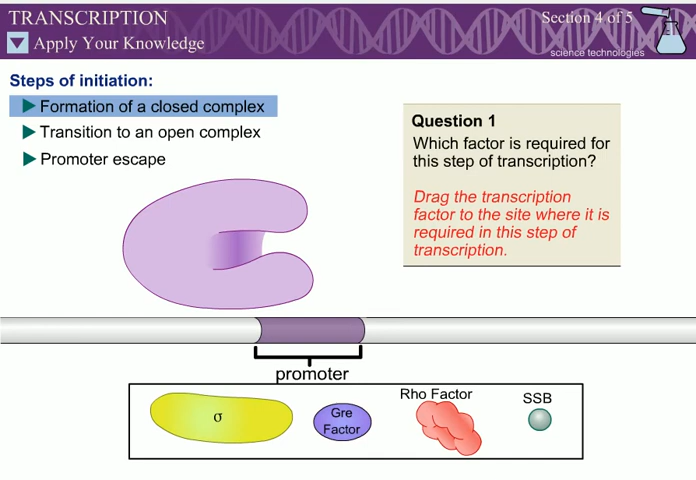 TRANSCRIPTION
Section 4 of 5
Apply Your Knowledge
science technologies
Steps of initiation:
Formation of a closed complex
Transition to an open complex
Promoter escape
Question 1
Which factor is required for
this step of transcription?
Drag the transcription
factor to the site where it is
required in this step of
transcription.
promoter
σ
Gre
Factor
Rho Factor
SSB